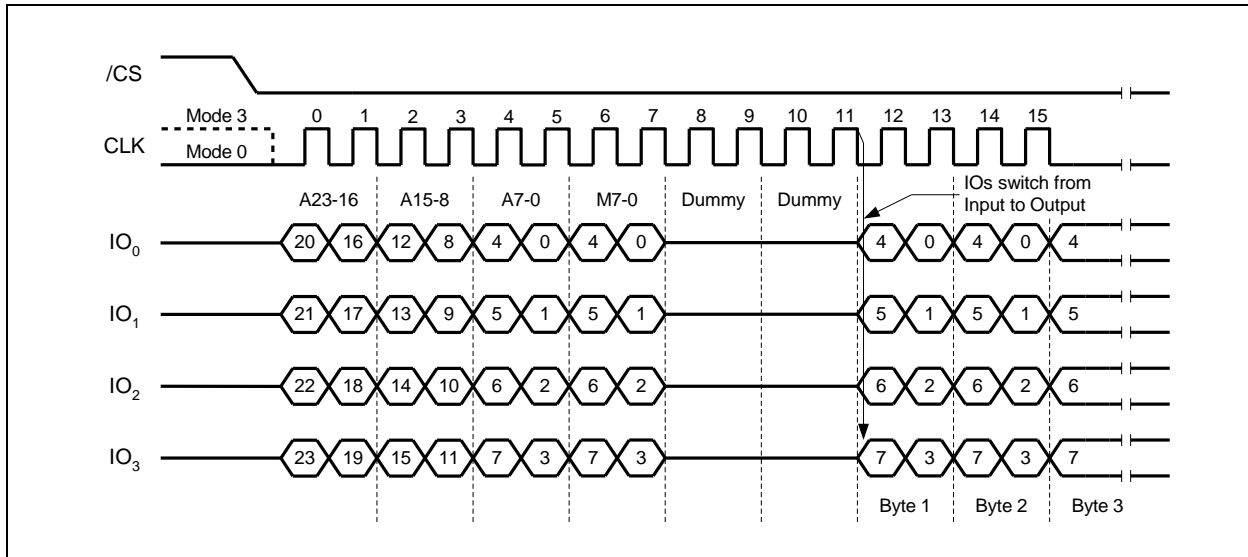 /CS
Mode 3 0 1 2 3 4 5 6 7 8 9 10 11 12 13 14 15
CLK
Mode 0
IOs switch from
Input to Output
A23-16 A15-8 A7-0 M7-0 Dummy Dummy
IO0 20 16 12 8 4 0 4 0 4 0 4 0 4
IO1 21 17 13 9 5 1 5 1 5 1 5 1 5
IO2 22 18 14 10 6 2 6 2 6 2 6 2 6
IO3 23 19 15 11 7 3 7 3 7 3 7 3 7
Byte 1 Byte 2 Byte 3